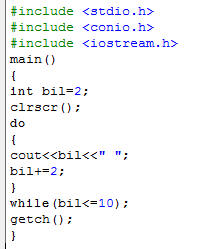 #include <stdio.h>
#include <conio.h>
#include <iostream.h>
main()
{
int bil=2;
clrscr();
do
{
cout<<bil<<" ";
bil+=2;
}
while(bil<=10);
getch();
}